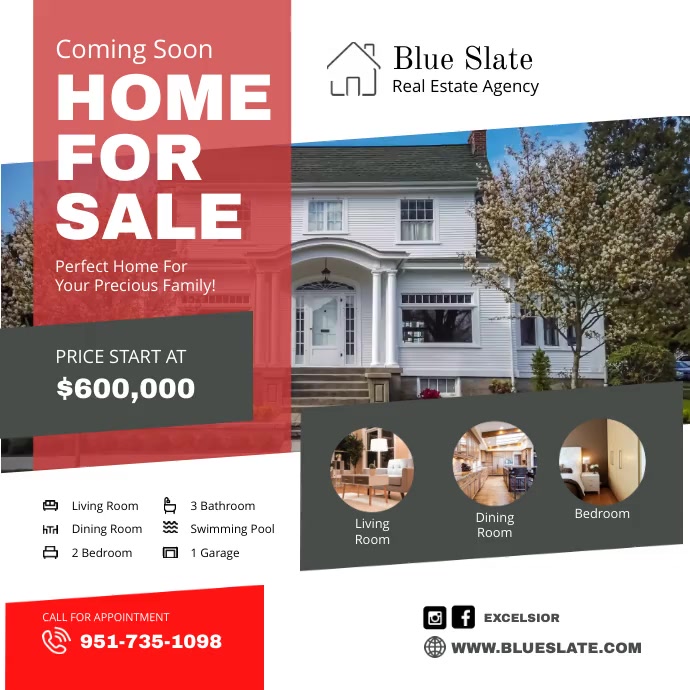 Coming Soon
HOME
FOR
SALE
Perfect Home For
Your Precious Family!
Blue Slate
Real Estate Agency
PRICE START AT
$600,000
Living Room
Dining Room
2 Bedroom
3 Bathroom
Swimming Pool
1 Garage
Living
Room
Dining
Room
Bedroom
CALL FOR APPOINTMENT
951-735-1098
EXCELSIOR
WWW.BLUESLATE.COM